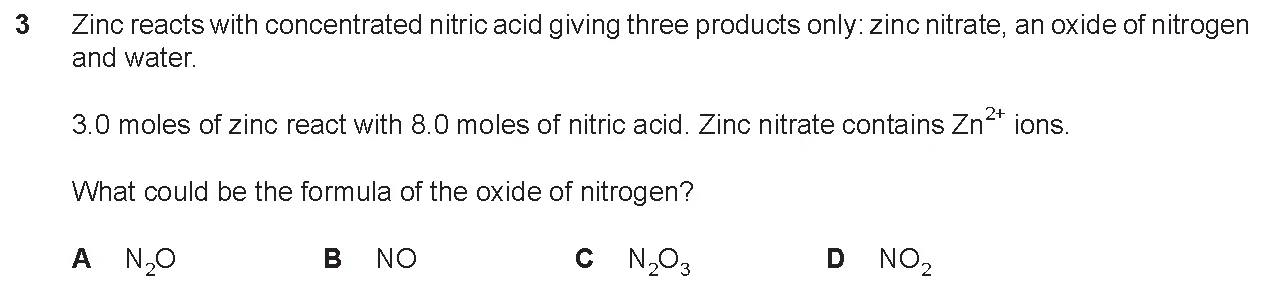 3 Zinc reacts with concentrated nitric acid giving three products only: zinc nitrate, an oxide of nitrogen
and water.
3.0 moles of zinc react with 8.0 moles of nitric acid. Zinc nitrate contains Zn²⁺ ions.
What could be the formula of the oxide of nitrogen?
A N₂O B NO C N₂O₃ D NO₂